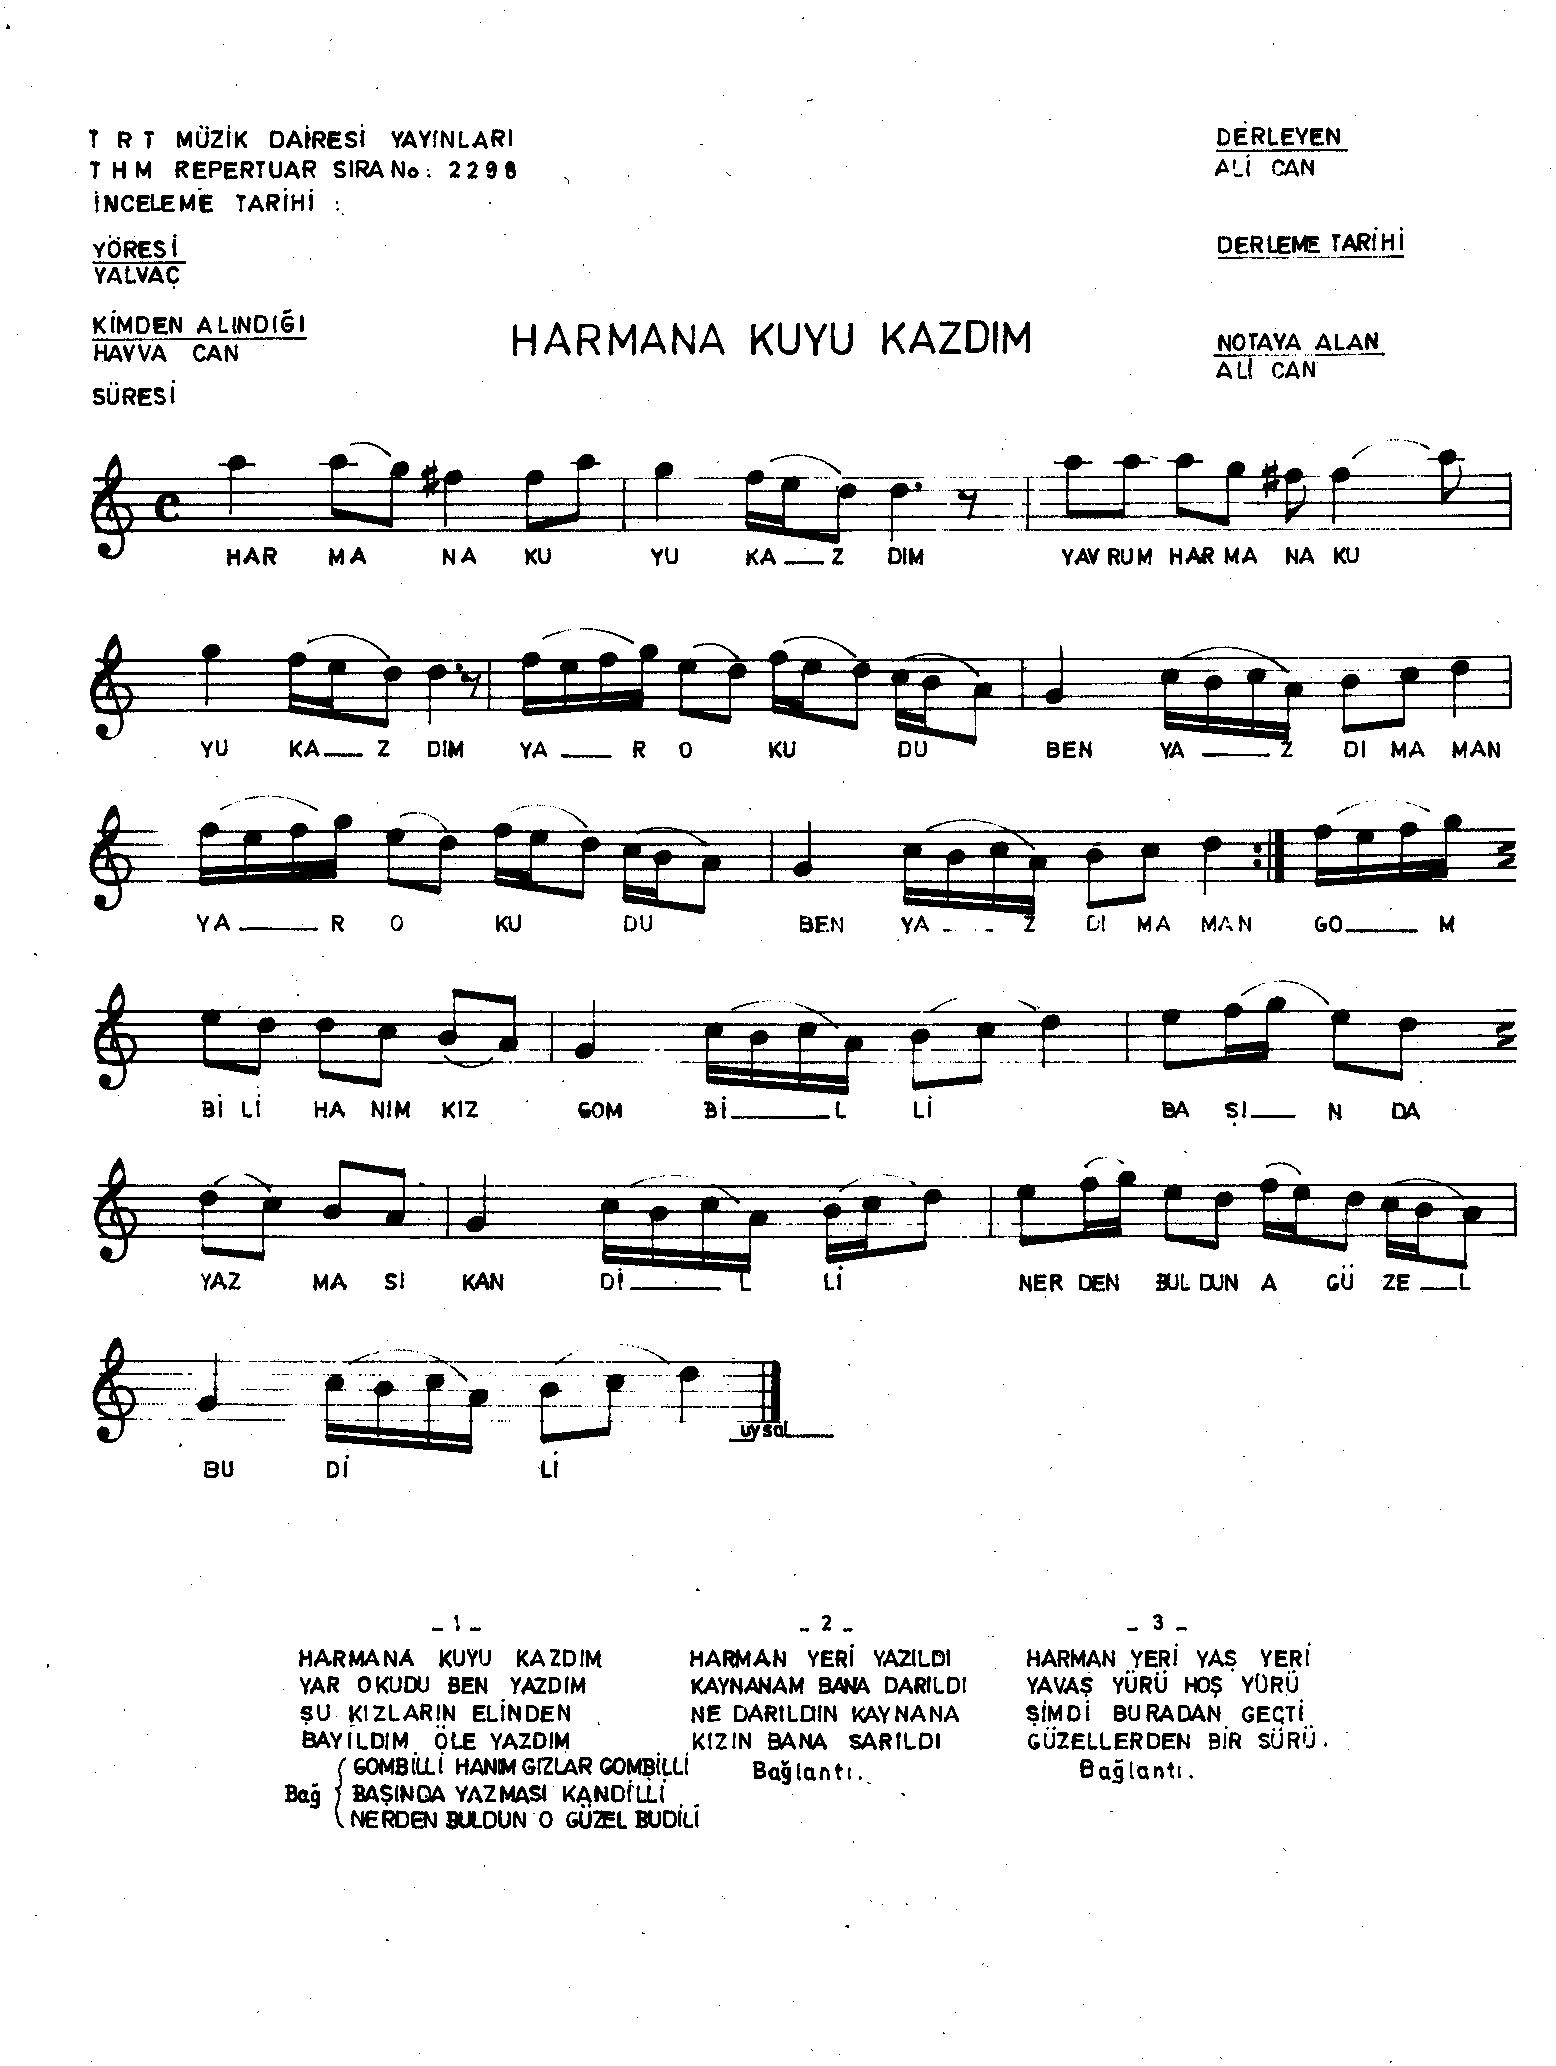 T R T MÜZİK DAİRESİ YAYINLARI
T H M REPERTUAR SIRA No: 2298
İNCELEME TARİHİ :
YÖRESİ
YALVAÇ
KİMDEN ALINDIĞI
HAVVA CAN
SÜRESİ
DERLEYEN
ALİ CAN
DERLEME TARİHİ
NOTAYA ALAN
ALİ CAN
HARMANA KUYU KAZDIM
HAR MA NA KU YU KA Z DIM YAV RUM HAR MA NA KU
YU KA Z DIM YA R O KU DU BEN YA Z DI MA MAN
YA R O KU DU BEN YA Z DI MA MAN GO M
Bİ Lİ HA NIM KIZ GOM Bİ L Lİ BA ŞI N DA
YAZ MA SI KAN Dİ L Lİ NER DEN BUL DUN A GÜ ZE L
BU Dİ Lİ
uysal
_ 1 _
HARMANA KUYU KAZDIM
YAR OKUDU BEN YAZDIM
ŞU KIZLARIN ELİNDEN
BAYILDIM ÖLE YAZDIM
Bağ
GOMBİLLİ HANIM GIZLAR GOMBİLLİ
BAŞINDA YAZMASI KANDİLLİ
NERDEN BULDUN O GÜZEL BUDİLİ
_ 2 _
HARMAN YERİ YAZILDI
KAYNANAM BANA DARILDI
NE DARILDIN KAYNANA
KIZIN BANA SARILDI
Bağlantı.
_ 3 _
HARMAN YERİ YAŞ YERİ
YAVAŞ YÜRÜ HOŞ YÜRÜ
ŞİMDİ BURADAN GEÇTİ
GÜZELLERDEN BİR SÜRÜ.
Bağlantı.